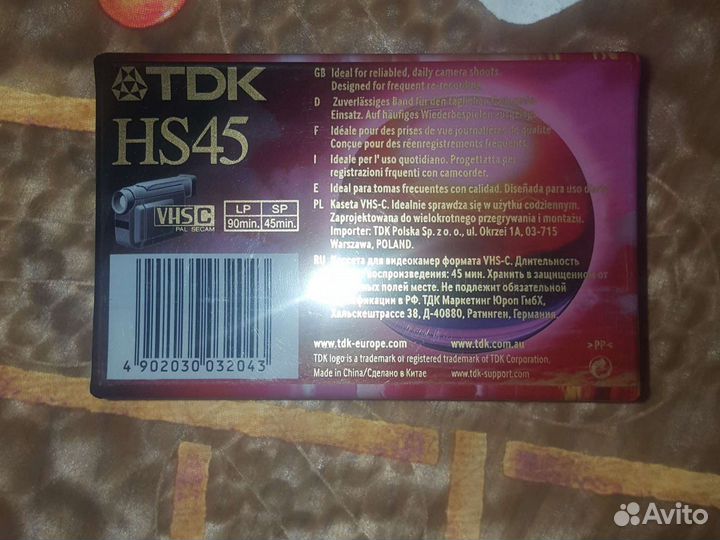 TDK
HS45
VHS C
PAL SECAM
LP SP
90min. 45min.
4 902030 032043
GB Ideal for reliabled, daily camera shoots.
Designed for frequent re-recording.
D Zuverlässiges Band für den täglichen
Einsatz. Auf häufiges Wiederbespielen
F Idéale pour des prises de vue journalières de qualité
Conçue pour des réenregistrements fréquents.
I Ideale per l' uso quotidiano. Progettatta per
registrazioni frquenti con camcorder.
E Ideal para tomas frecuentes con calidad. Diseñada para uso
PL Kaseta VHS-C. Idealnie sprawdza się w użytku codziennym.
Zaprojektowana do wielokrotnego przegrywania i montażu.
Importer: TDK Polska Sp. z o. o., ul. Okrzei 1A, 03-715
Warszawa, POLAND.
RU Кассета для видеокамер формата VHS-C. Длительность
воспроизведения: 45 мин. Хранить в защищенном от
полей месте. Не подлежит обязательной
в РФ. ТДК Маркетинг Юроп ГмбХ,
Хальскештрассе 38, Д-40880, Ратинген, Германия.
www.tdk-europe.com www.tdk.com.au >PP<
TDK logo is a trademark or registered trademark of TDK Corporation.
Made in China/Сделано в Китае www.tdk-support.com
Avito